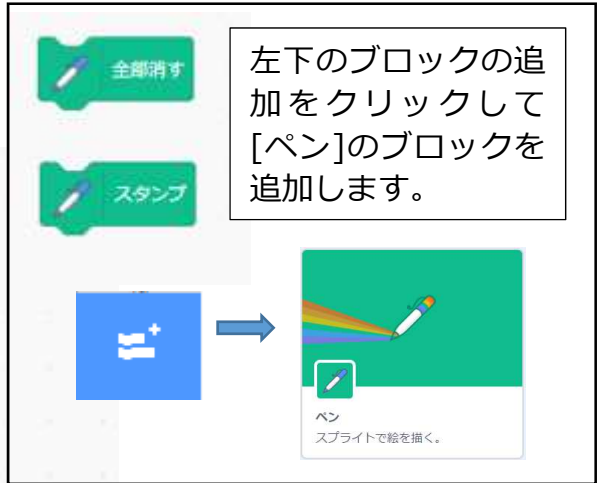 全部消す
左下のブロックの追
加をクリックして
[ペン]のブロックを
追加します。
スタンプ
ペン
スプライトで絵を描く。